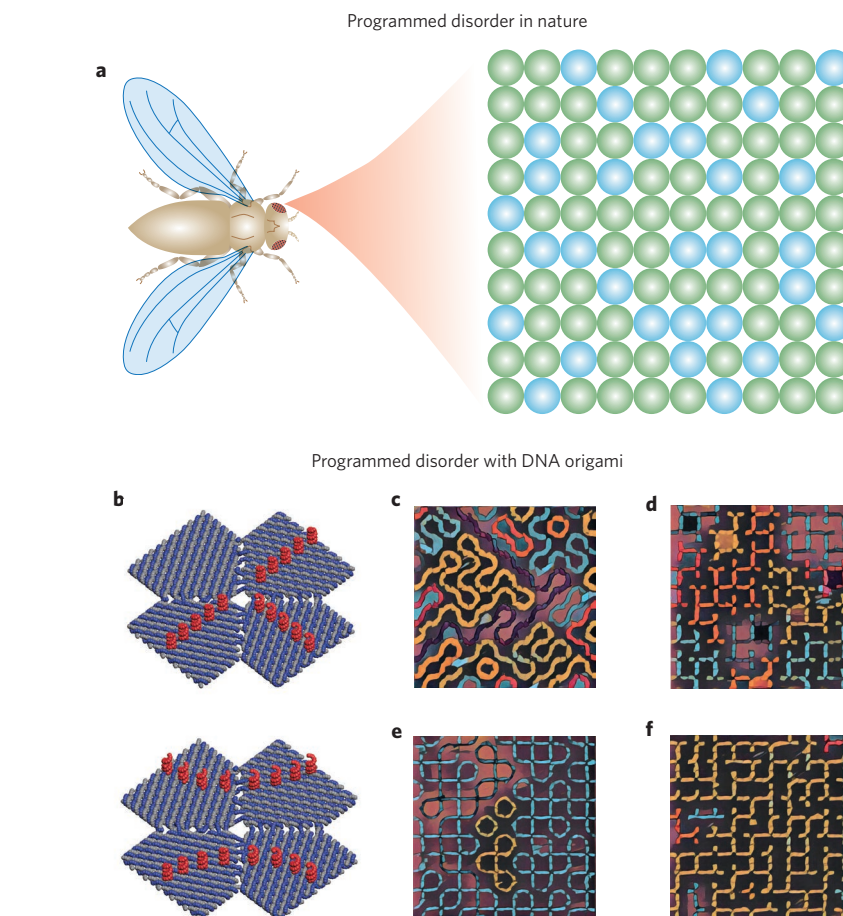 Programmed disorder in nature
a
Programmed disorder with DNA origami
b
c
d
e
f